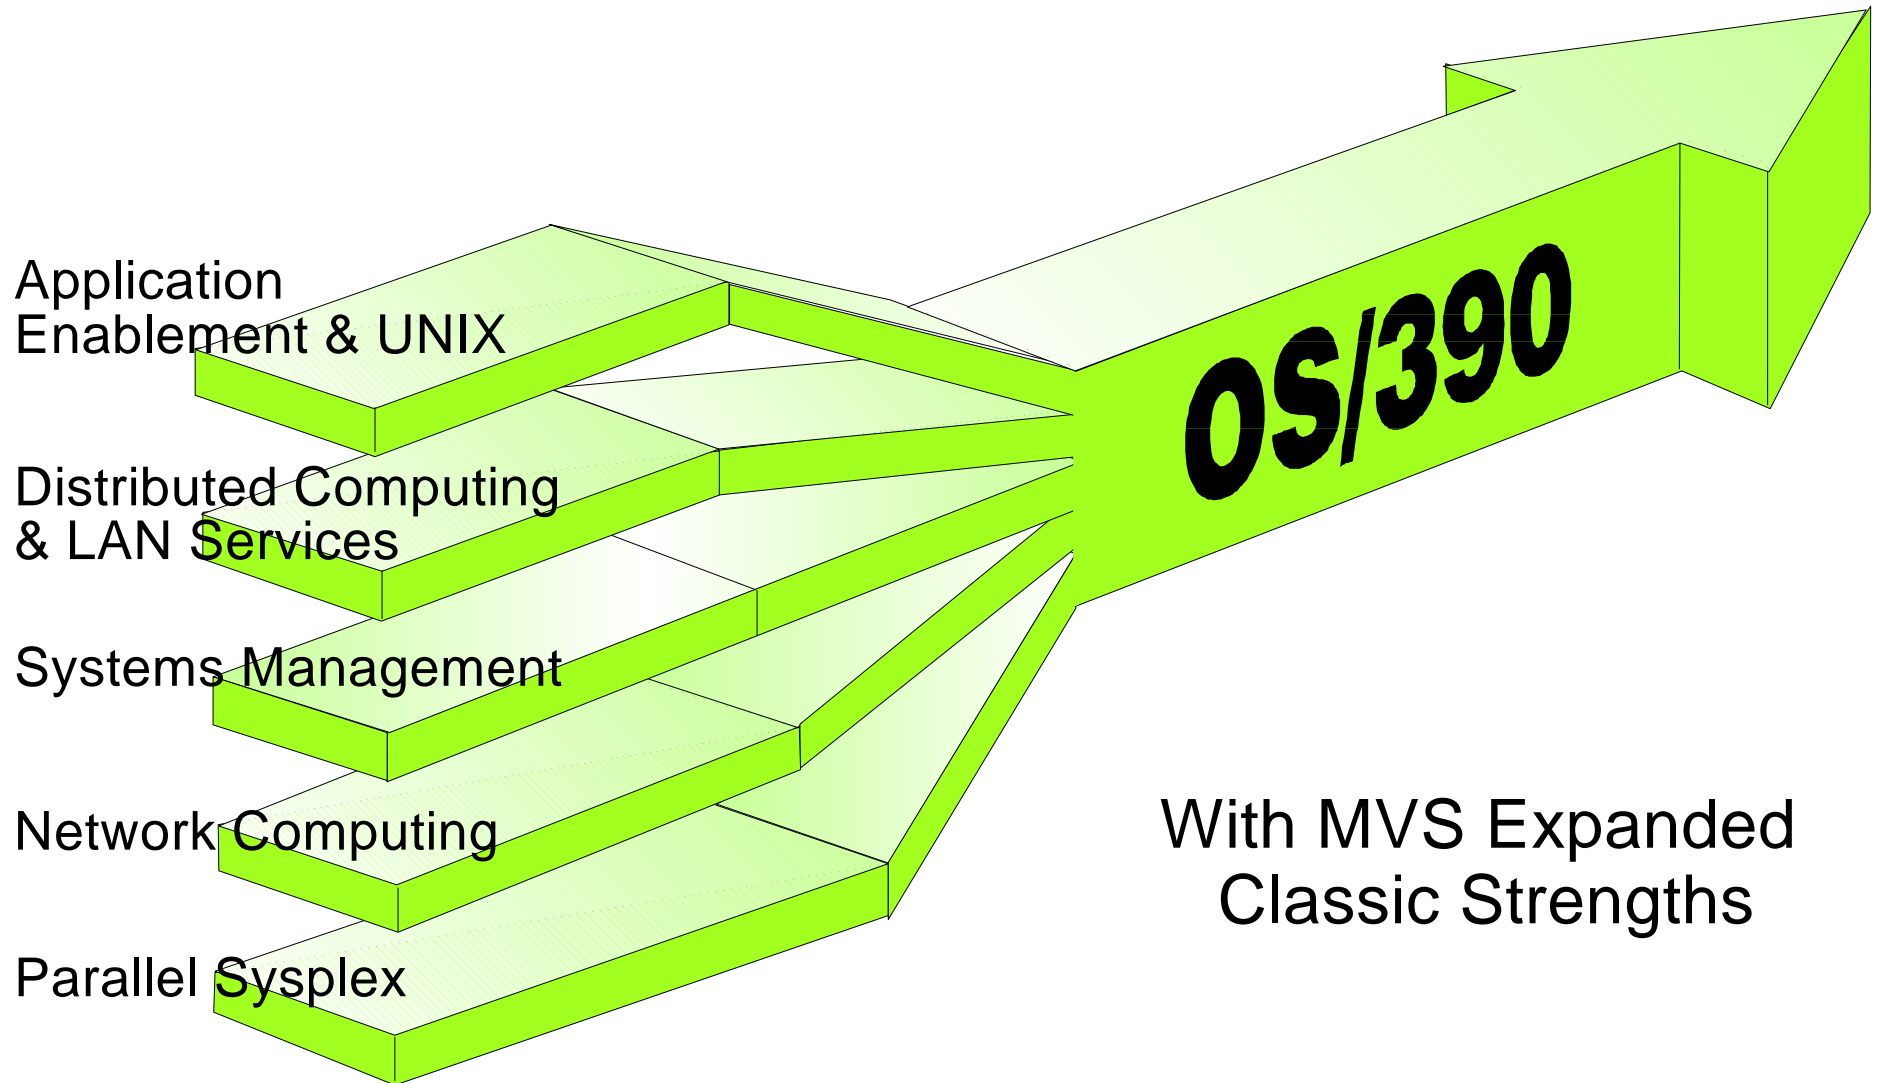 Application
Enablement & UNIX
Distributed Computing
& LAN Services
Systems Management
Network Computing
Parallel Sysplex
OS/390
With MVS Expanded
Classic Strengths